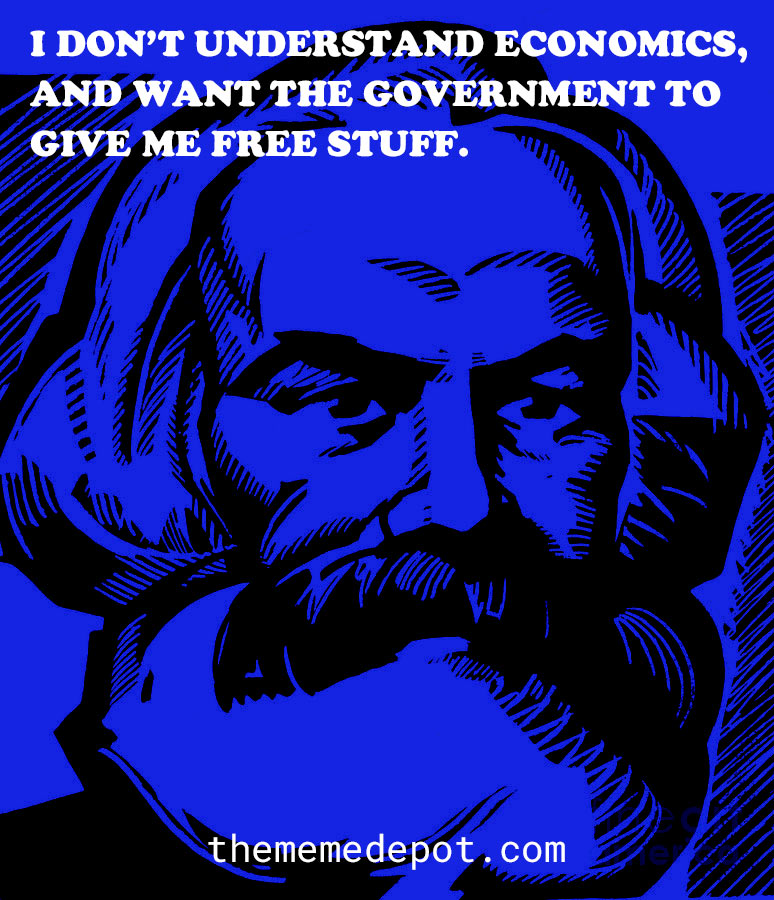 I DON’T UNDERSTAND ECONOMICS,
AND WANT THE GOVERNMENT TO
GIVE ME FREE STUFF.
thememedepot.com